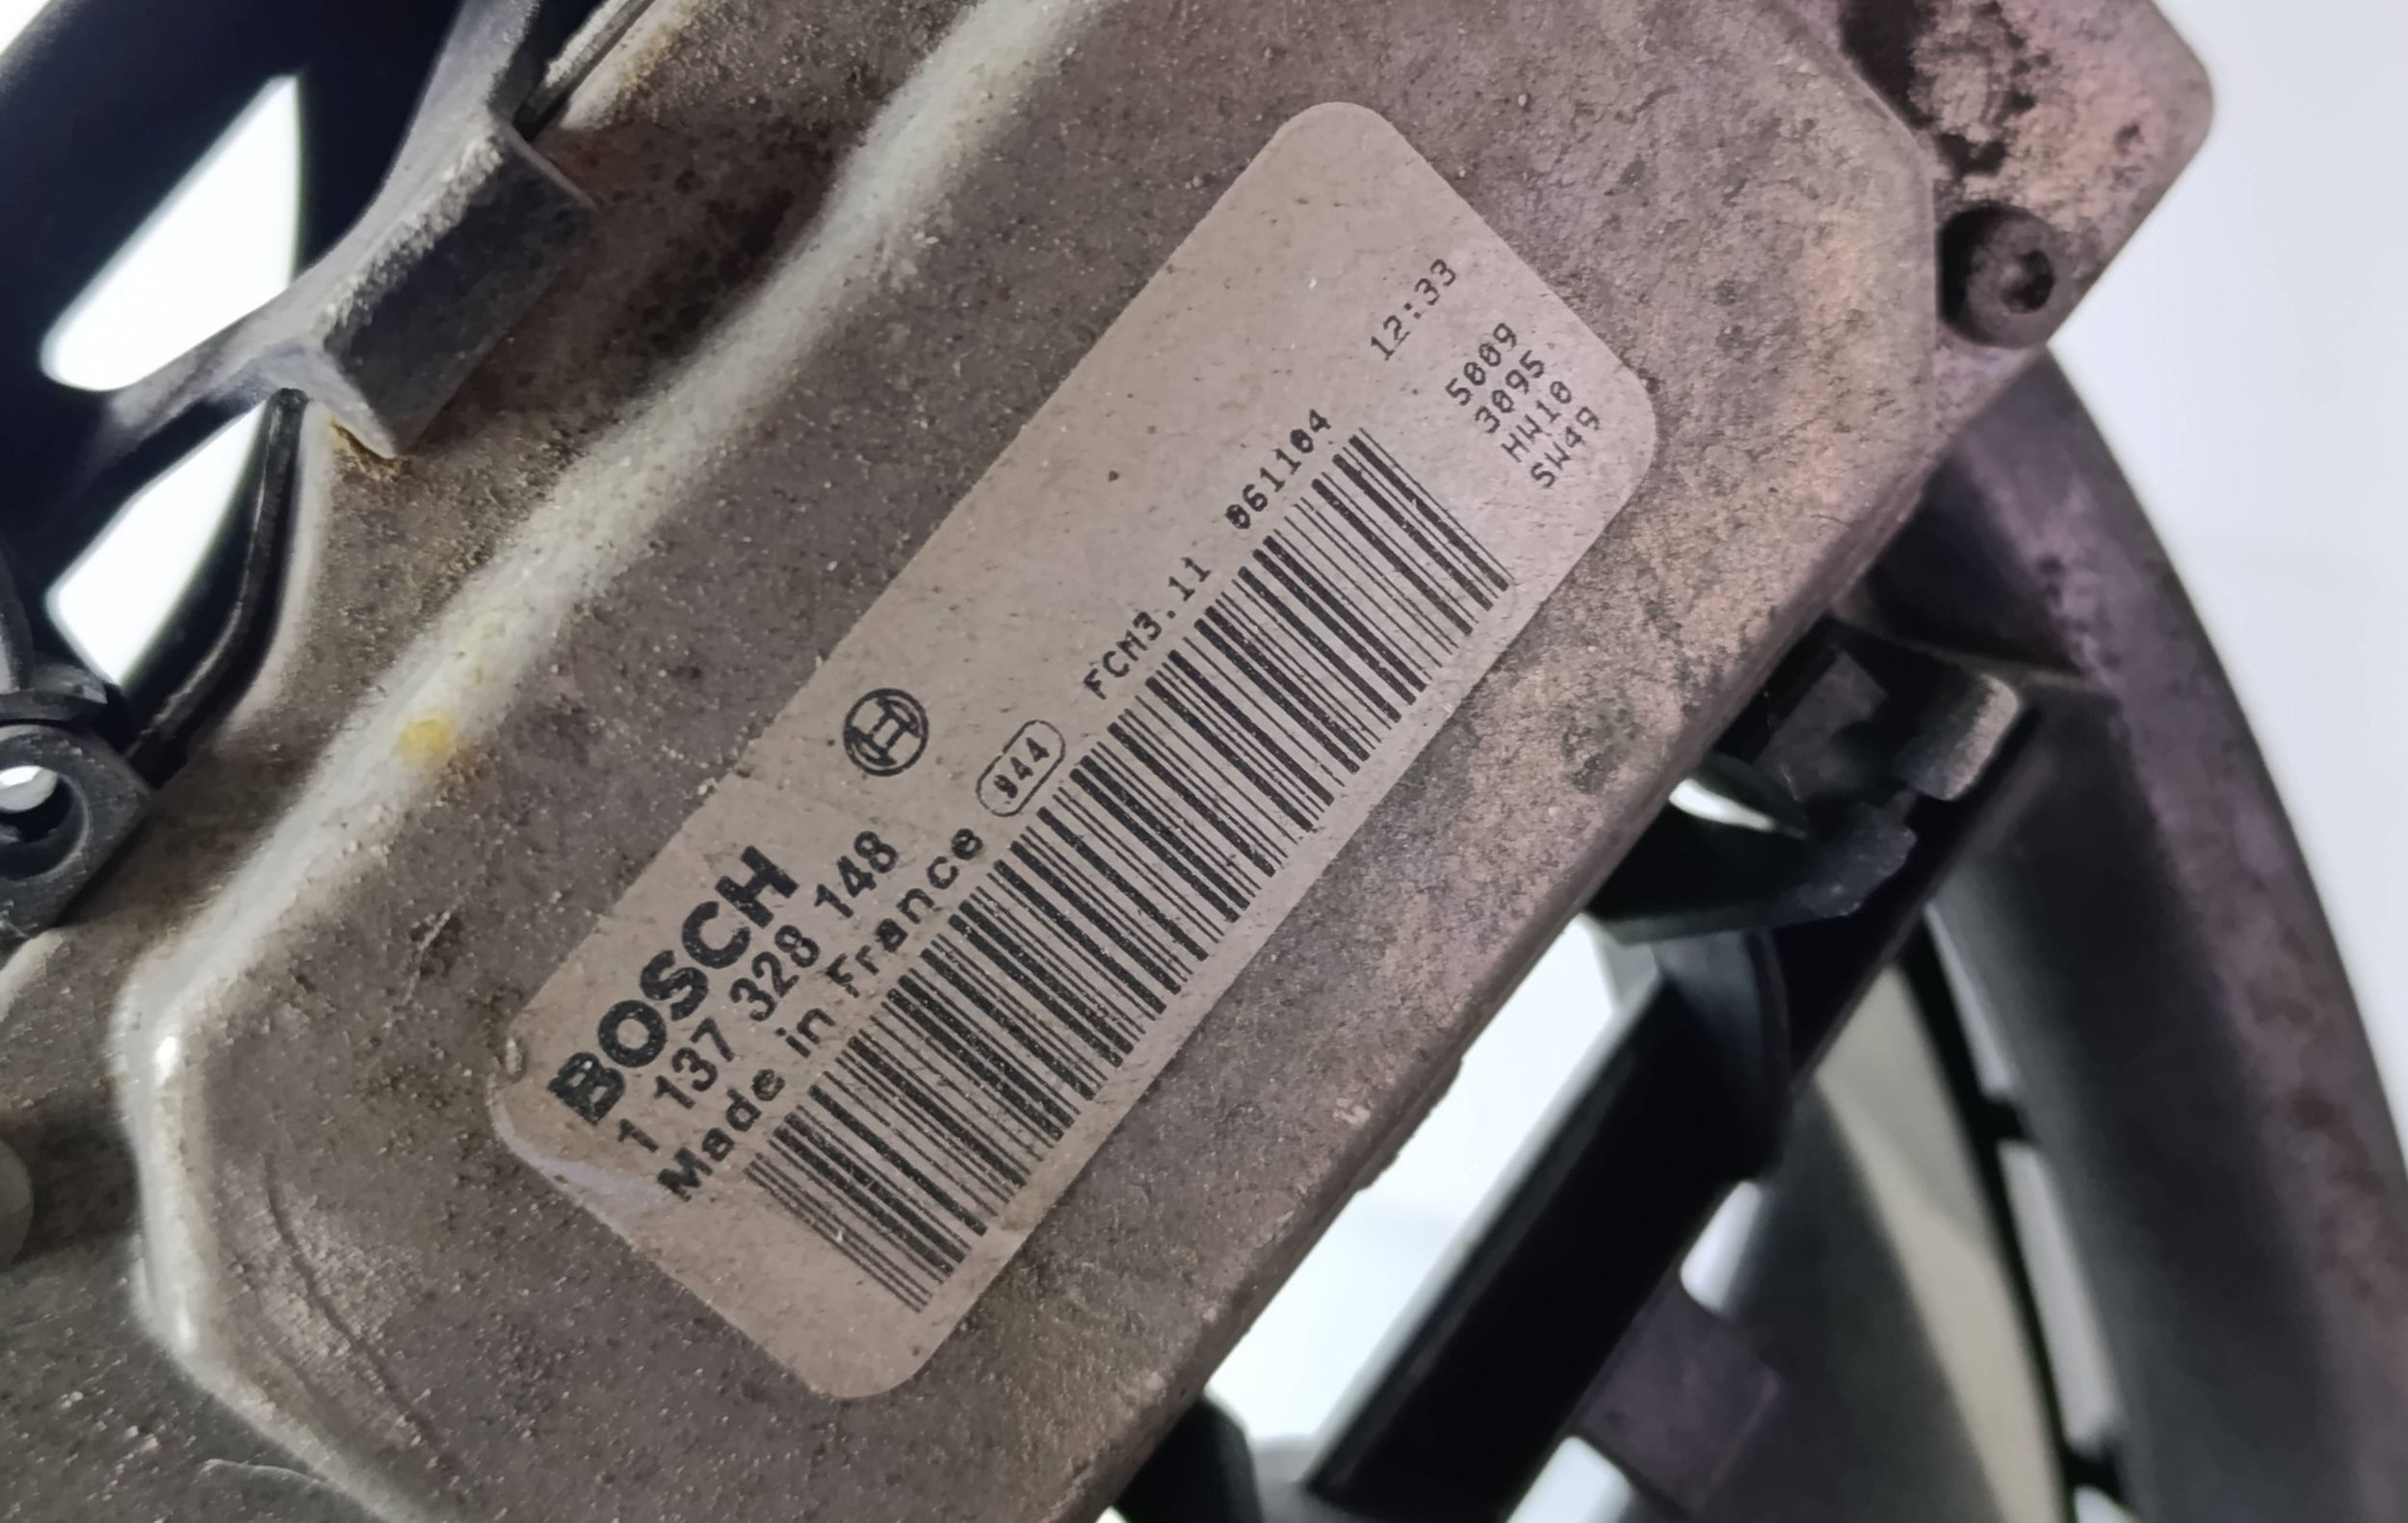 BOSCH
1 137 328 148
Made in France 944
FCM3.11 061104 12:33
5009
3095
HW10
SW49